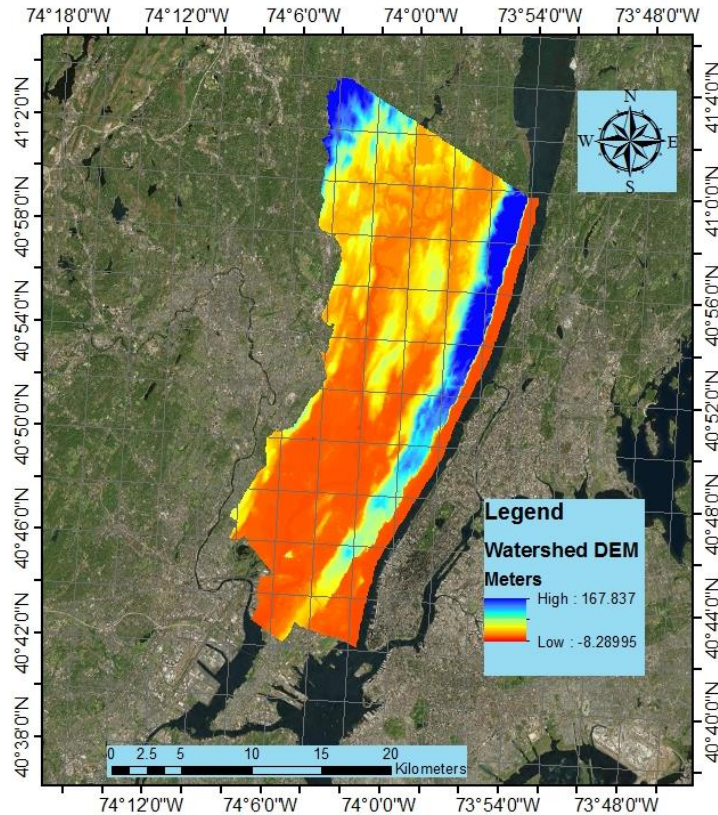 74°18'0"W 74°12'0"W 74°6'0"W 74°0'0"W 73°54'0"W 73°48'0"W
41°2'0"N
40°58'0"N
40°54'0"N
40°50'0"N
40°46'0"N
40°42'0"N
40°38'0"N
41°4'0"N
41°0'0"N
40°56'0"N
40°52'0"N
40°48'0"N
40°44'0"N
40°40'0"N
N
W E
S
Legend
Watershed DEM
Meters
High : 167.837
Low : -8.28995
0 2.5 5 10 15 20
Kilometers
74°12'0"W 74°6'0"W 74°0'0"W 73°54'0"W 73°48'0"W